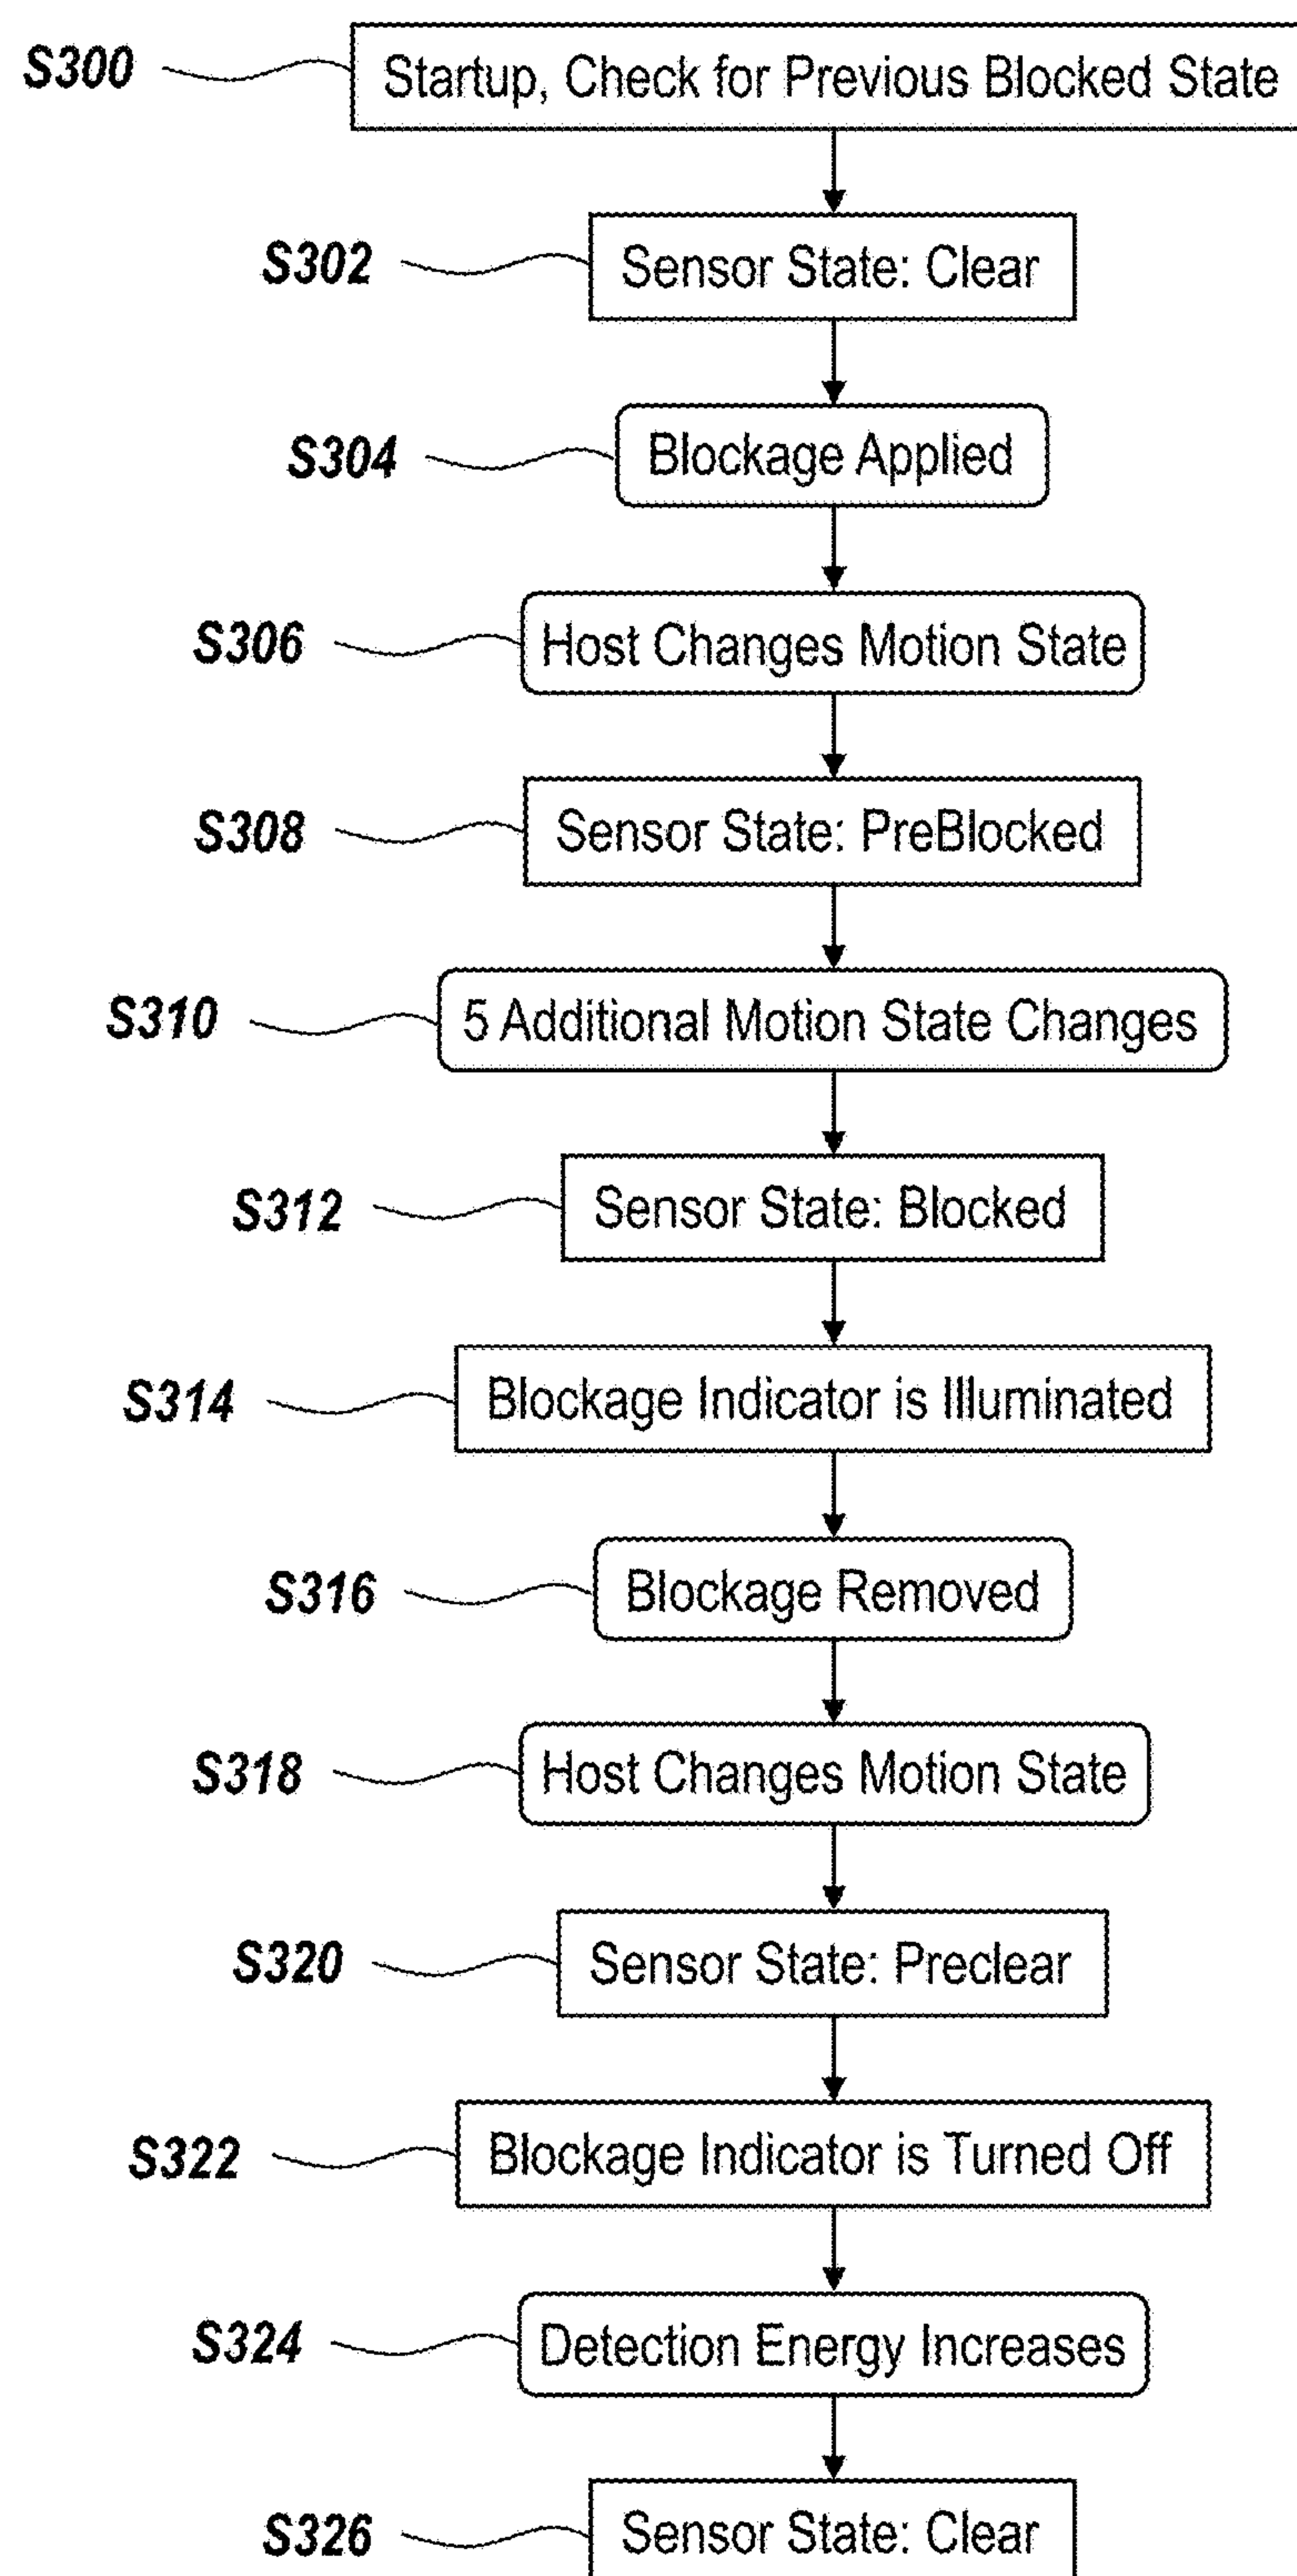 S300 Startup, Check for Previous Blocked State
S302 Sensor State: Clear
S304 Blockage Applied
S306 Host Changes Motion State
S308 Sensor State: PreBlocked
S310 5 Additional Motion State Changes
S312 Sensor State: Blocked
S314 Blockage Indicator is Illuminated
S316 Blockage Removed
S318 Host Changes Motion State
S320 Sensor State: Preclear
S322 Blockage Indicator is Turned Off
S324 Detection Energy Increases
S326 Sensor State: Clear